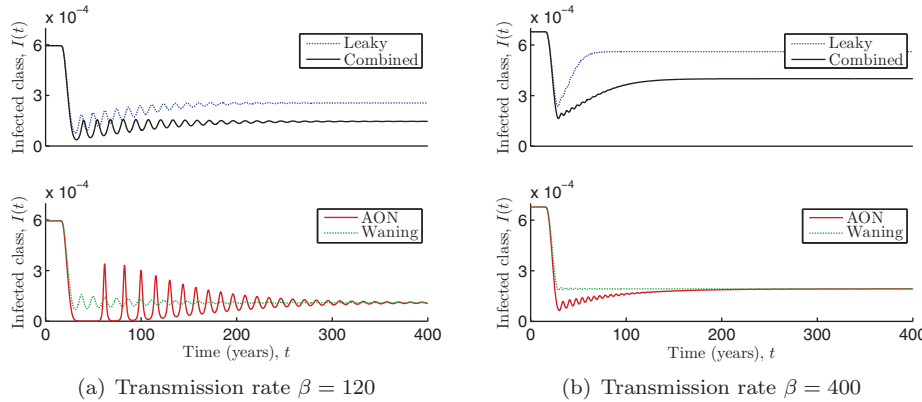 x 10⁻⁴
Infected class, I(t)
6
3
0
Leaky
Combined
x 10⁻⁴
Infected class, I(t)
6
3
0
AON
Waning
0 100 200 300 400
Time (years), t
(a) Transmission rate β = 120
x 10⁻⁴
Infected class, I(t)
6
3
0
Leaky
Combined
x 10⁻⁴
Infected class, I(t)
6
3
0
AON
Waning
0 100 200 300 400
Time (years), t
(b) Transmission rate β = 400